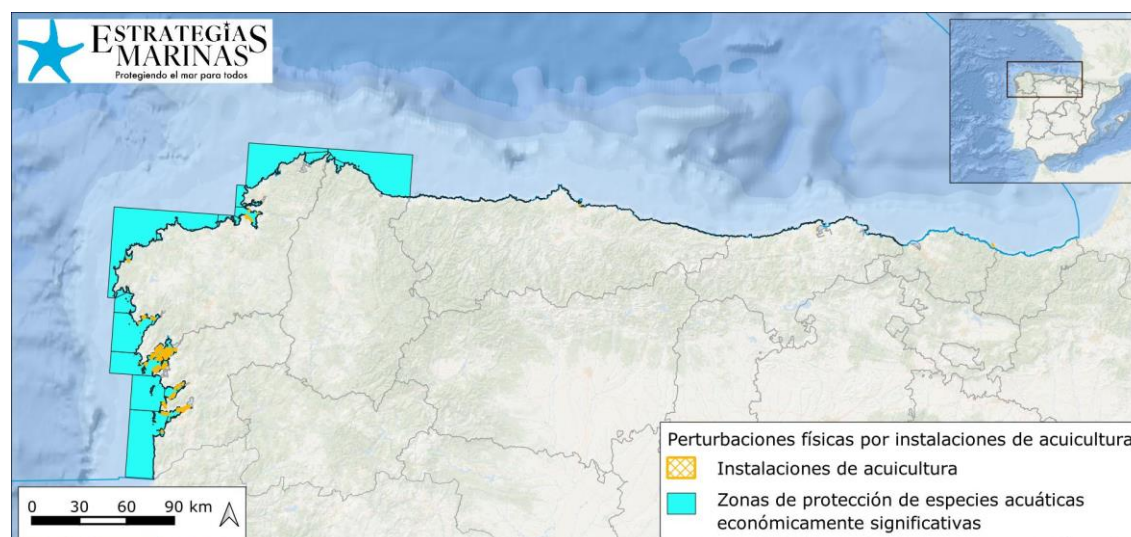 ESTRATEGIAS
MARINAS
Protegiendo el mar para todos
0 30 60 90 km
Perturbaciones físicas por instalaciones de acuicultura
Instalaciones de acuicultura
Zonas de protección de especies acuáticas
económicamente significativas